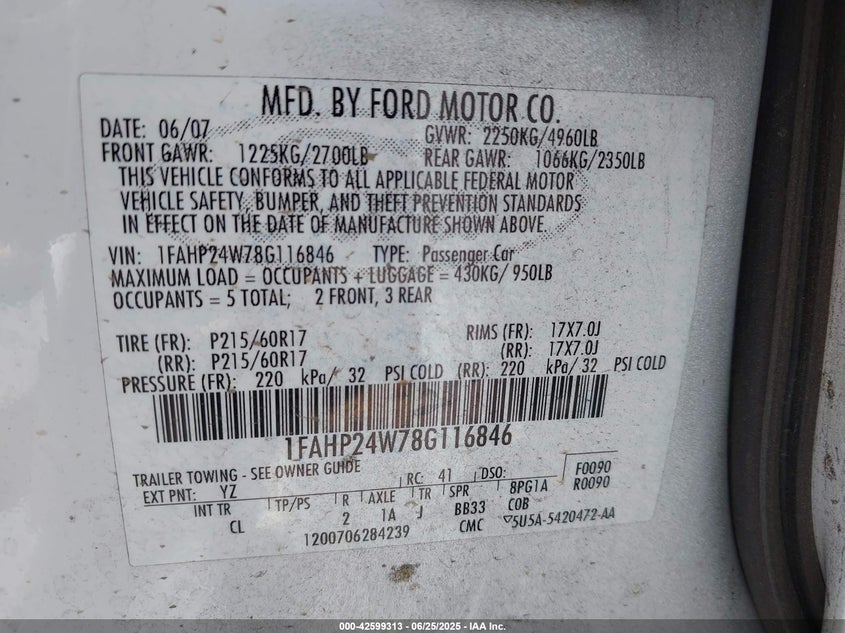 MFD. BY FORD MOTOR CO.
DATE: 06/07 GVWR: 2250KG/4960LB
FRONT GAWR: 1225KG/2700LB REAR GAWR: 1066KG/2350LB
THIS VEHICLE CONFORMS TO ALL APPLICABLE FEDERAL MOTOR
VEHICLE SAFETY, BUMPER, AND THEFT PREVENTION STANDARDS
IN EFFECT ON THE DATE OF MANUFACTURE SHOWN ABOVE.
VIN: 1FAHP24W78G116846 TYPE: Passenger Car
MAXIMUM LOAD = OCCUPANTS + LUGGAGE = 430KG/ 950LB
OCCUPANTS = 5 TOTAL; 2 FRONT, 3 REAR
TIRE (FR): P215/60R17 RIMS (FR): 17X7.0J
(RR): P215/60R17 (RR): 17X7.0J
PRESSURE (FR): 220 kPa/ 32 PSI COLD (RR): 220 kPa/ 32 PSI COLD
1FAHP24W78G116846
TRAILER TOWING - SEE OWNER GUIDE
RC: 41 DSO: F0090
EXT PNT: YZ R0090
INT TR TP/PS R AXLE TR SPR 8PG1A
CL 2 1A J BB33 COB
CMC ▽5U5A-5420472-AA
1200706284239
000-42599313 / 06/25/2025 - IAA Inc.